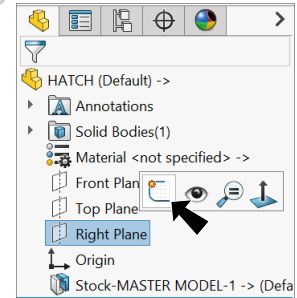 HATCH (Default) ->
Annotations
Solid Bodies(1)
Material <not specified> ->
Front Plan
Top Plane
Right Plane
Origin
Stock-MASTER MODEL-1 -> (Defa